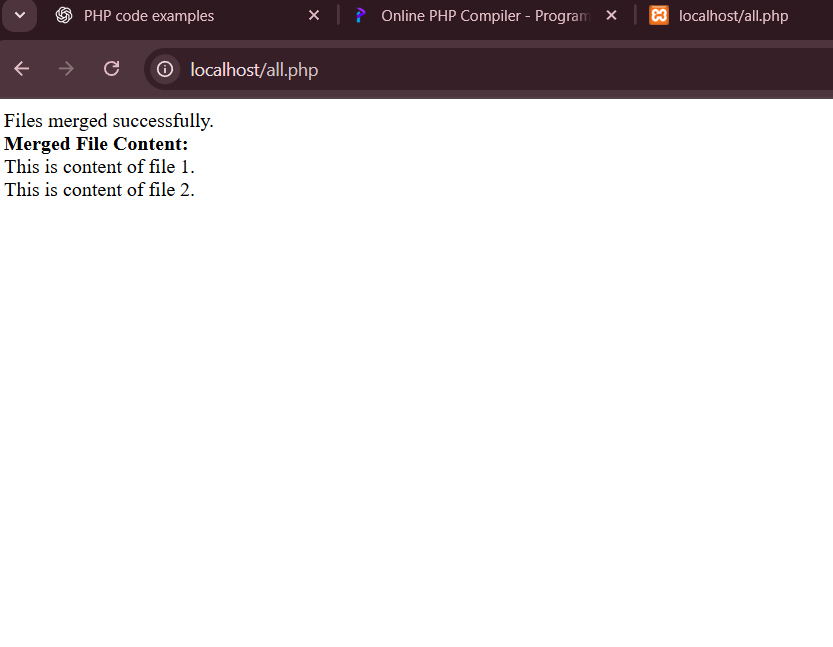 PHP code examples
Online PHP Compiler - Program
localhost/all.php
localhost/all.php
Files merged successfully.
Merged File Content:
This is content of file 1.
This is content of file 2.